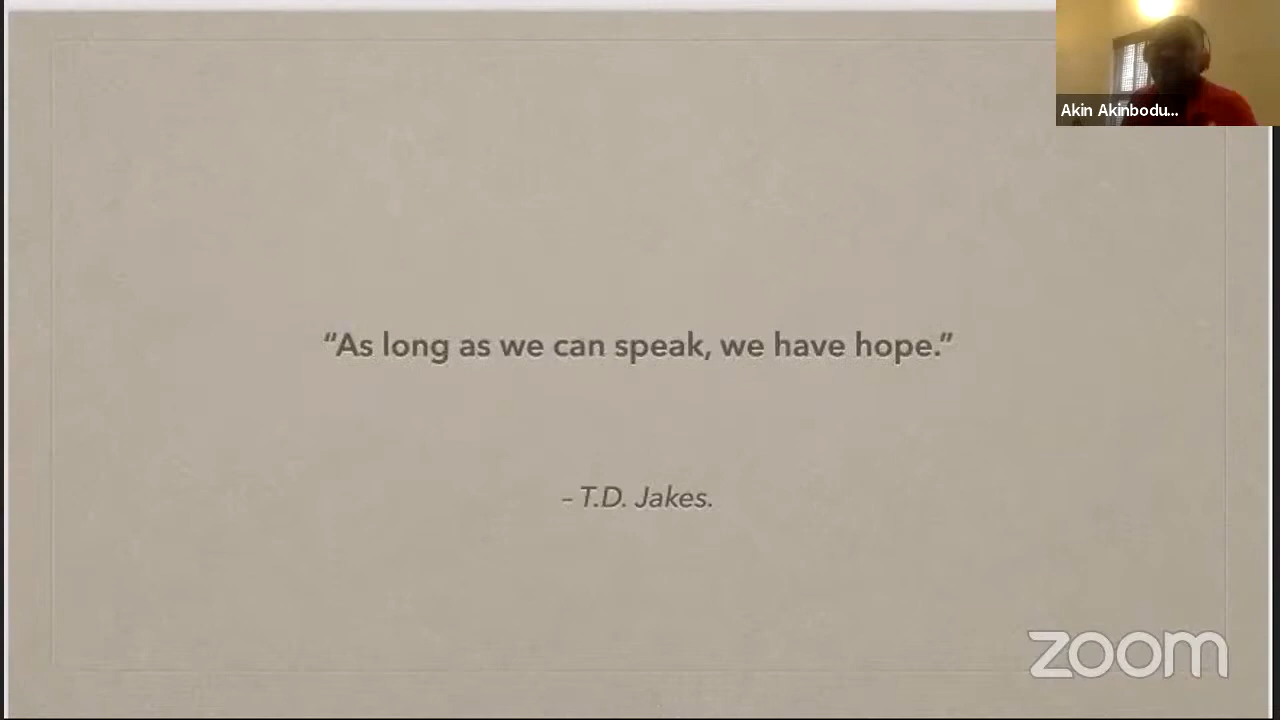 Akin Akinbodu...
“As long as we can speak, we have hope.”
– T.D. Jakes.
zoom